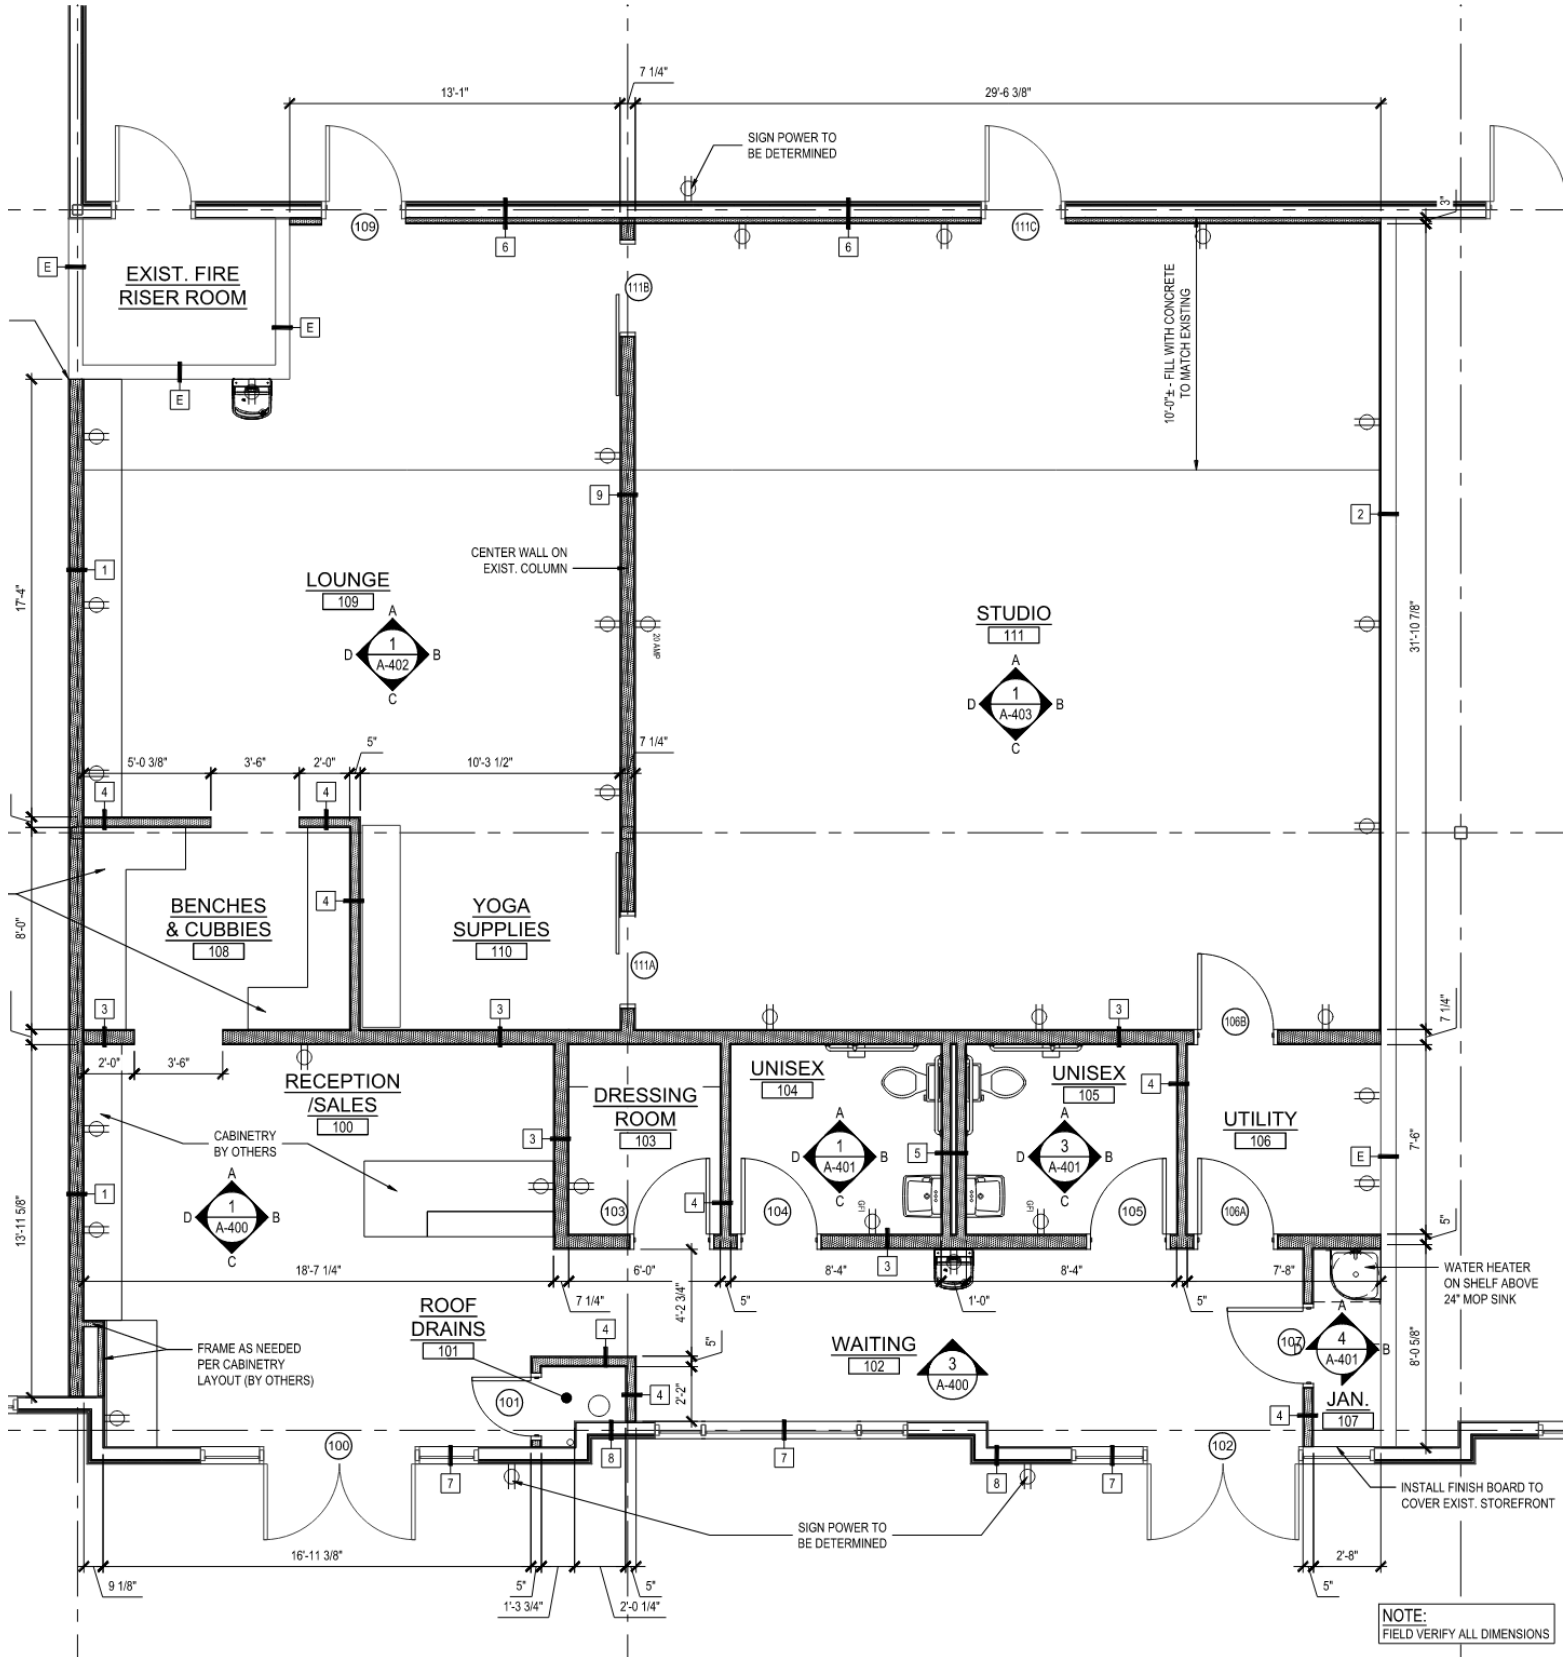 7 1/4"
13'-1"
29'-6 3/8"
SIGN POWER TO
BE DETERMINED
3"
109
111C
6
6
E
EXIST. FIRE
RISER ROOM
E
111B
10'-0"± - FILL WITH CONCRETE
TO MATCH EXISTING
E
9
2
CENTER WALL ON
EXIST. COLUMN
1
17'-4"
LOUNGE
109
A
1
D
B
A-402
C
20 AMP
STUDIO
111
A
1
D
B
A-403
C
31'-10 7/8"
5'-0 3/8"
3'-6"
2'-0"
5"
10'-3 1/2"
7 1/4"
4
4
8'-0"
BENCHES
& CUBBIES
108
4
YOGA
SUPPLIES
110
111A
3
3
3
106B
7 1/4"
2'-0"
3'-6"
RECEPTION
/SALES
100
CABINETRY
BY OTHERS
DRESSING
ROOM
103
UNISEX
104
UNISEX
105
4
UTILITY
106
7'-6"
3
A
1
D
B
A-401
C
5
A
3
D
B
A-401
C
E
1
13'-11 5/8"
A
1
D
B
A-400
C
103
4
104
GFI
GFI
105
106A
5"
3
18'-7 1/4"
7 1/4"
6'-0"
5"
8'-4"
1'-0"
8'-4"
5"
7'-8"
WATER HEATER
ON SHELF ABOVE
24" MOP SINK
4'-2 3/4"
ROOF
DRAINS
101
4
5"
WAITING
102
3
A-400
107
A
4
D
B
A-401
8'-0 5/8"
FRAME AS NEEDED
PER CABINETRY
LAYOUT (BY OTHERS)
101
4
2'-2"
JAN.
107
4
100
7
8
7
8
7
102
INSTALL FINISH BOARD TO
COVER EXIST. STOREFRONT
SIGN POWER TO
BE DETERMINED
16'-11 3/8"
2'-8"
9 1/8"
5"
1'-3 3/4"
2'-0 1/4"
5"
5"
NOTE:
FIELD VERIFY ALL DIMENSIONS